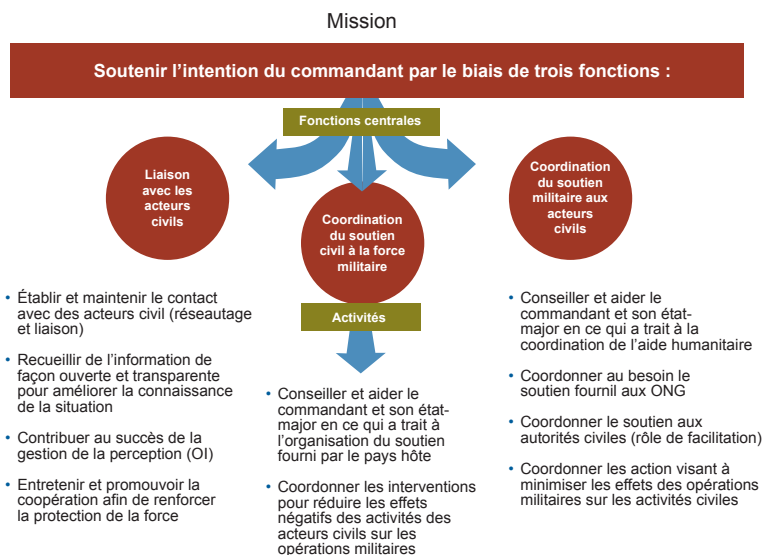 Mission
Soutenir l'intention du commandant par le biais de trois fonctions :
Fonctions centrales
Liaison
avec les
acteurs
civils
Coordination
du soutien
civil à la force
militaire
Coordination
du soutien
militaire aux
acteurs
civils
Activités
• Établir et maintenir le contact
avec des acteurs civil (réseautage
et liaison)
• Recueillir de l'information de
façon ouverte et transparente
pour améliorer la connaissance
de la situation
• Contribuer au succès de la
gestion de la perception (OI)
• Entretenir et promouvoir la
coopération afin de renforcer
la protection de la force
• Conseiller et aider le
commandant et son état-
major en ce qui a trait à
l'organisation du soutien
fourni par le pays hôte
• Coordonner les interventions
pour réduire les effets
négatifs des activités des
acteurs civils sur les
opérations militaires
• Conseiller et aider le
commandant et son état-
major en ce qui a trait à la
coordination de l'aide humanitaire
• Coordonner au besoin le
soutien fournil aux ONG
• Coordonner le soutien aux
autorités civiles (rôle de facilitation)
• Coordonner les action visant à
minimiser les effets des opérations
militaires sur les activités civiles